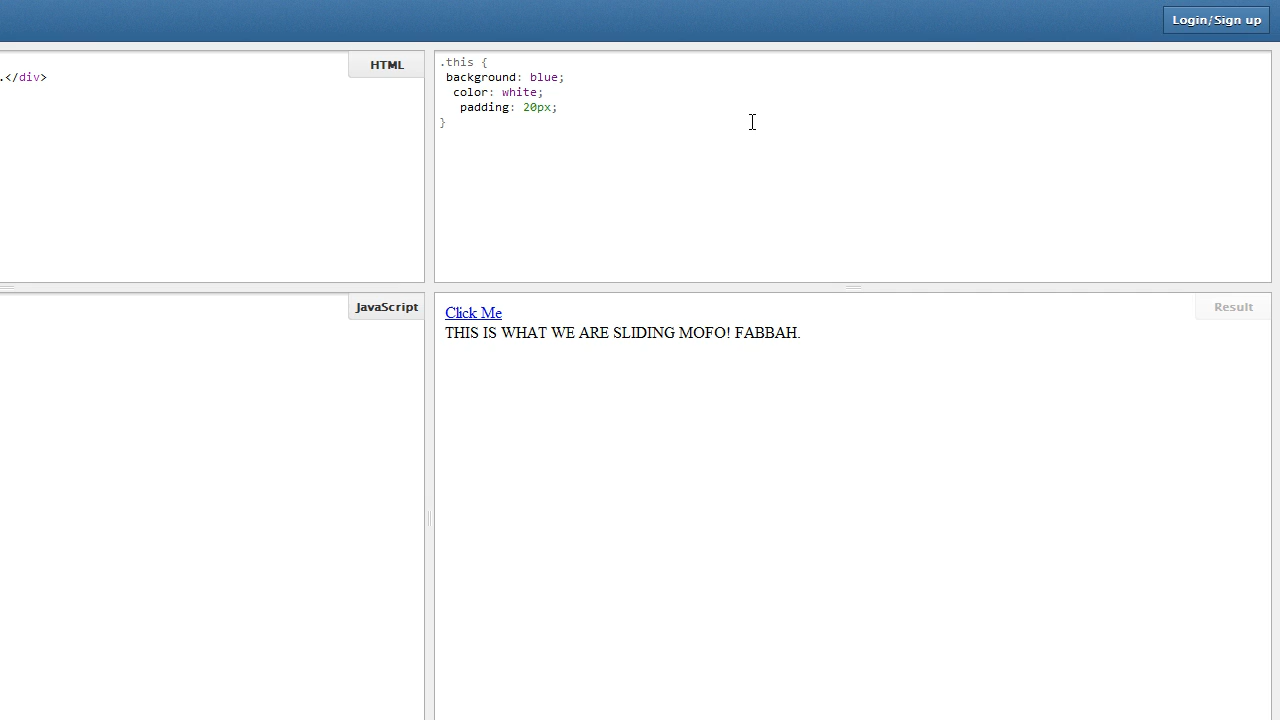 Login/Sign up
HTML
.</div>
.this {
background: blue;
color: white;
padding: 20px;
}
JavaScript
Result
Click Me
THIS IS WHAT WE ARE SLIDING MOFO! FABBAH.